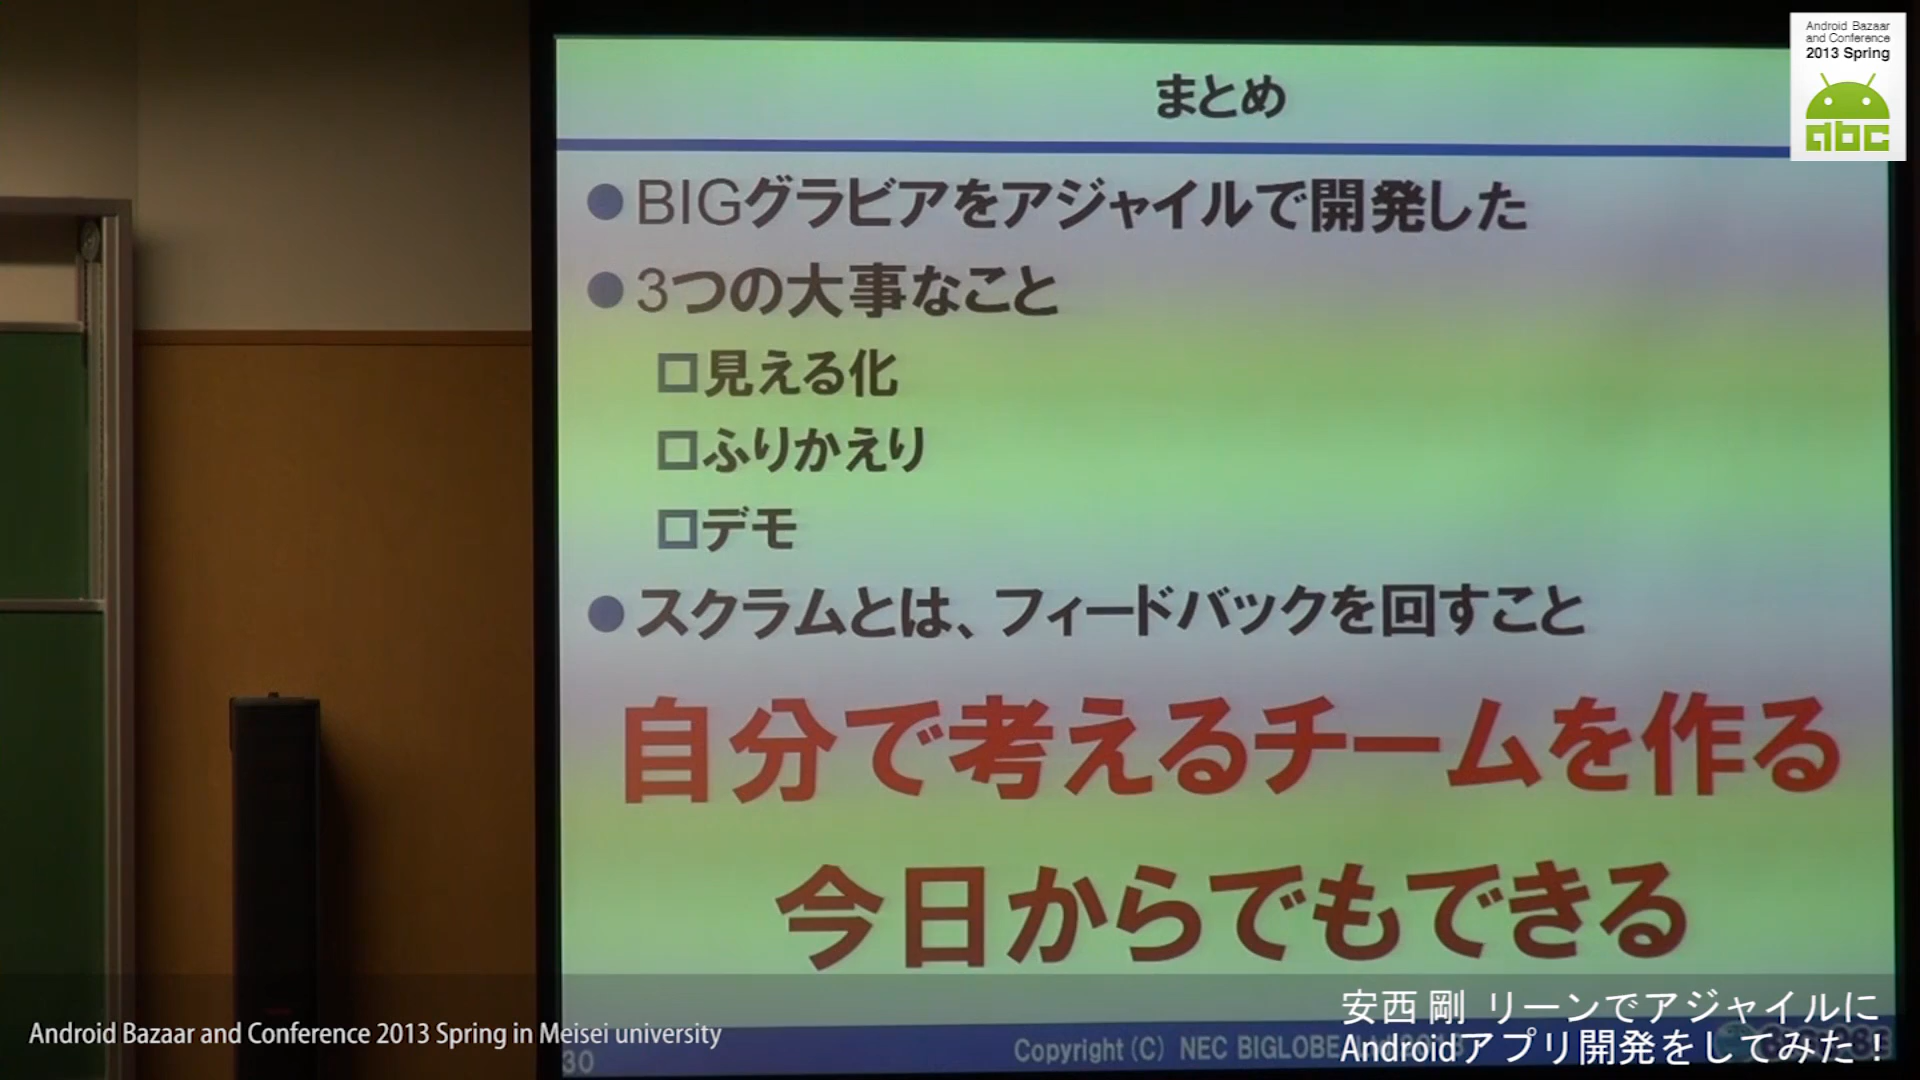 Android Bazaar
and Conference
2013 Spring
abc
まとめ
●BIGグラビアをアジャイルで開発した
●3つの大事なこと
□見える化
□ふりかえり
□デモ
●スクラムとは、フィードバックを回すこと
自分で考えるチームを作る
今日からでもできる
安西 剛 リーンでアジャイルに
Androidアプリ開発をしてみた!
Android Bazaar and Conference 2013 Spring in Meisei university
30
Copyright (C) NEC BIGLOBE